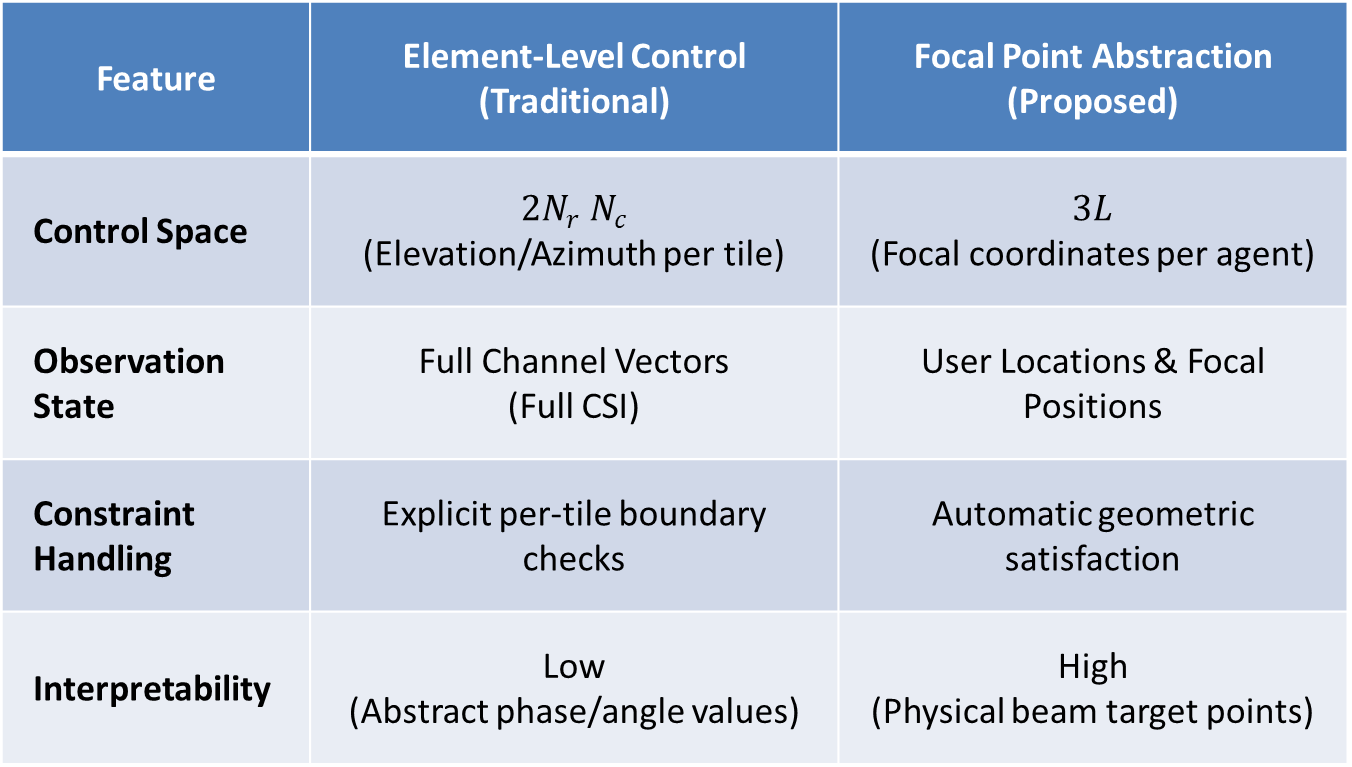 Feature
Element-Level Control
(Traditional)
Focal Point Abstraction
(Proposed)
Control Space
2N_r N_c
(Elevation/Azimuth per tile)
3L
(Focal coordinates per agent)
Observation
State
Full Channel Vectors
(Full CSI)
User Locations & Focal
Positions
Constraint
Handling
Explicit per-tile boundary
checks
Automatic geometric
satisfaction
Interpretability
Low
(Abstract phase/angle values)
High
(Physical beam target points)